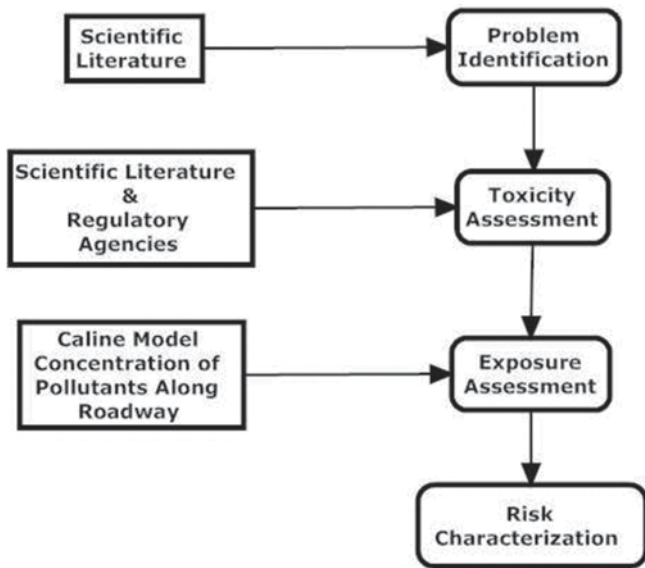 Scientific
Literature
Problem
Identification
Scientific Literature
&
Regulatory
Agencies
Toxicity
Assessment
Caline Model
Concentration of
Pollutants Along
Roadway
Exposure
Assessment
Risk
Characterization